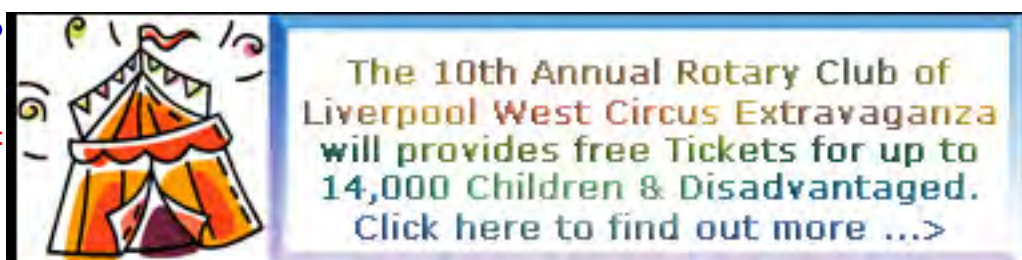 The 10th Annual Rotary Club of
Liverpool West Circus Extravaganza
will provides free Tickets for up to
14,000 Children & Disadvantaged.
Click here to find out more ...>